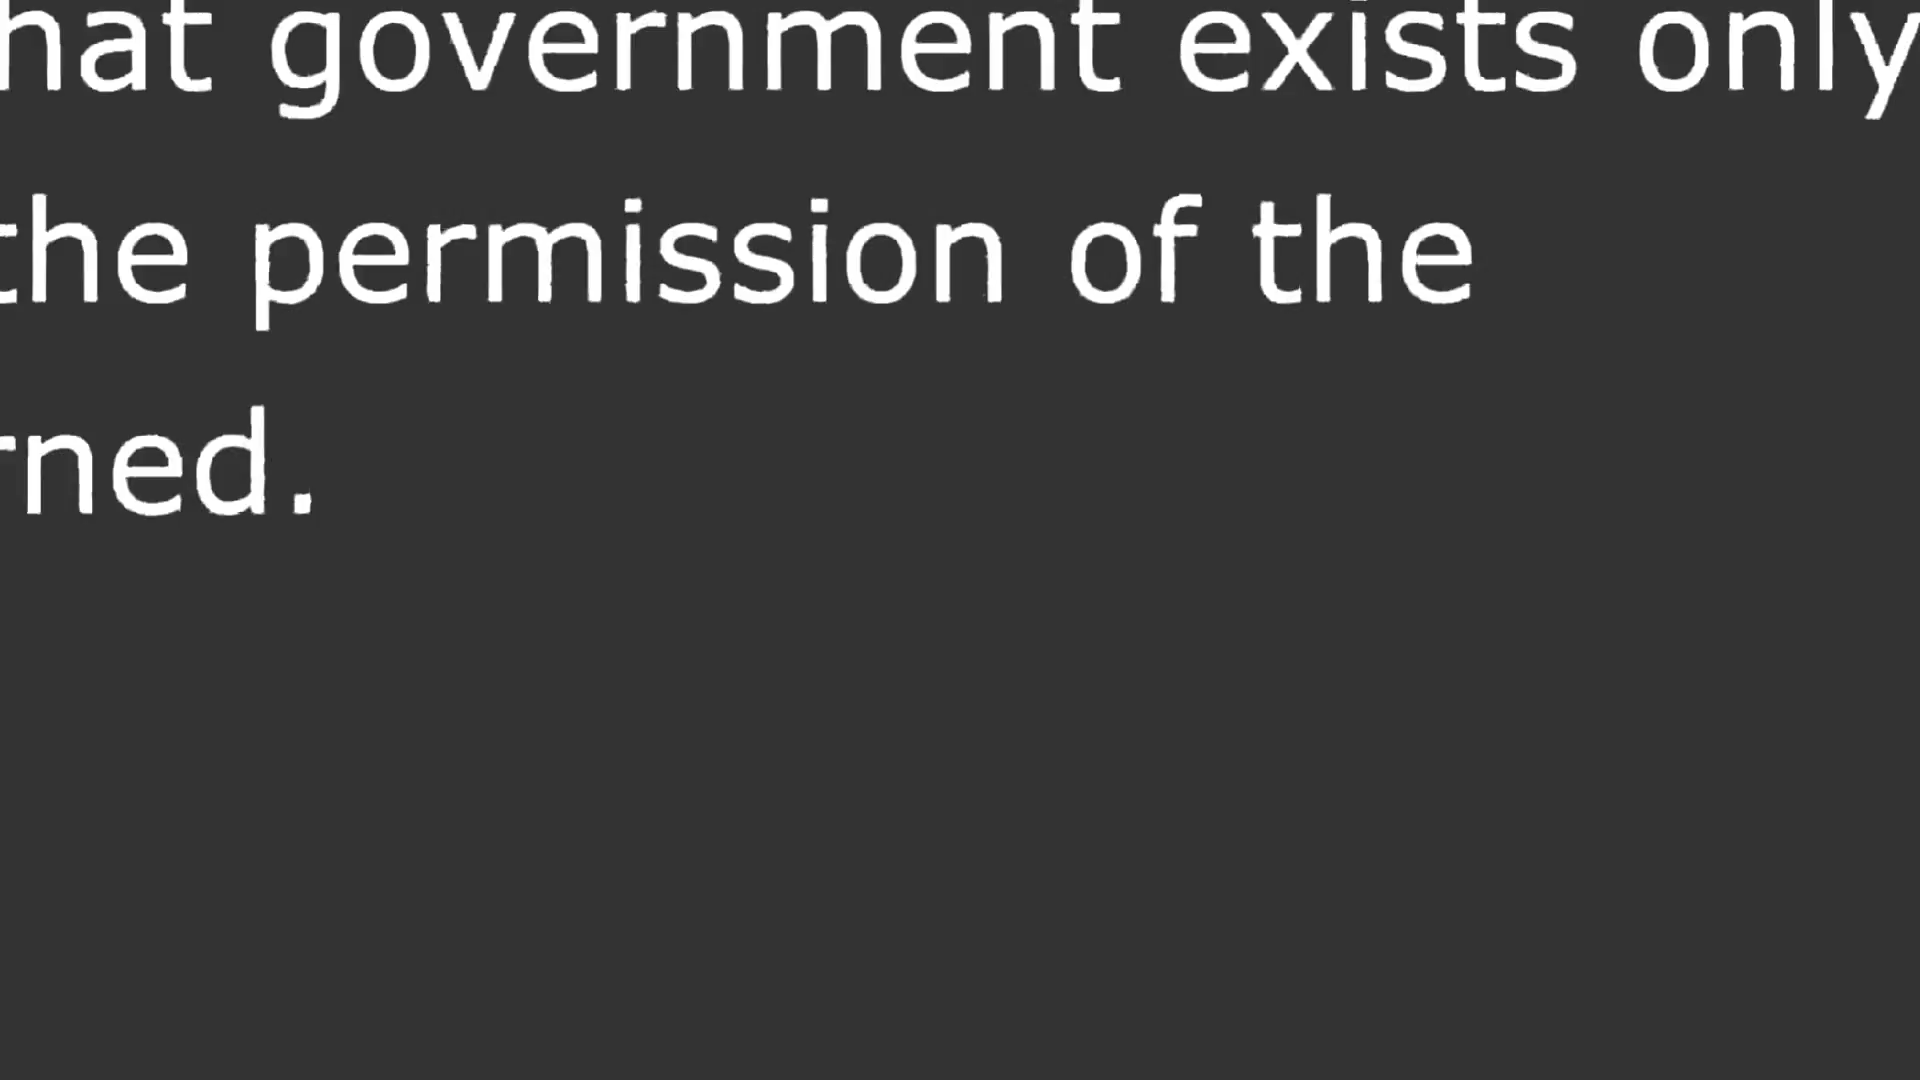 hat government exists only
the permission of the
rned.